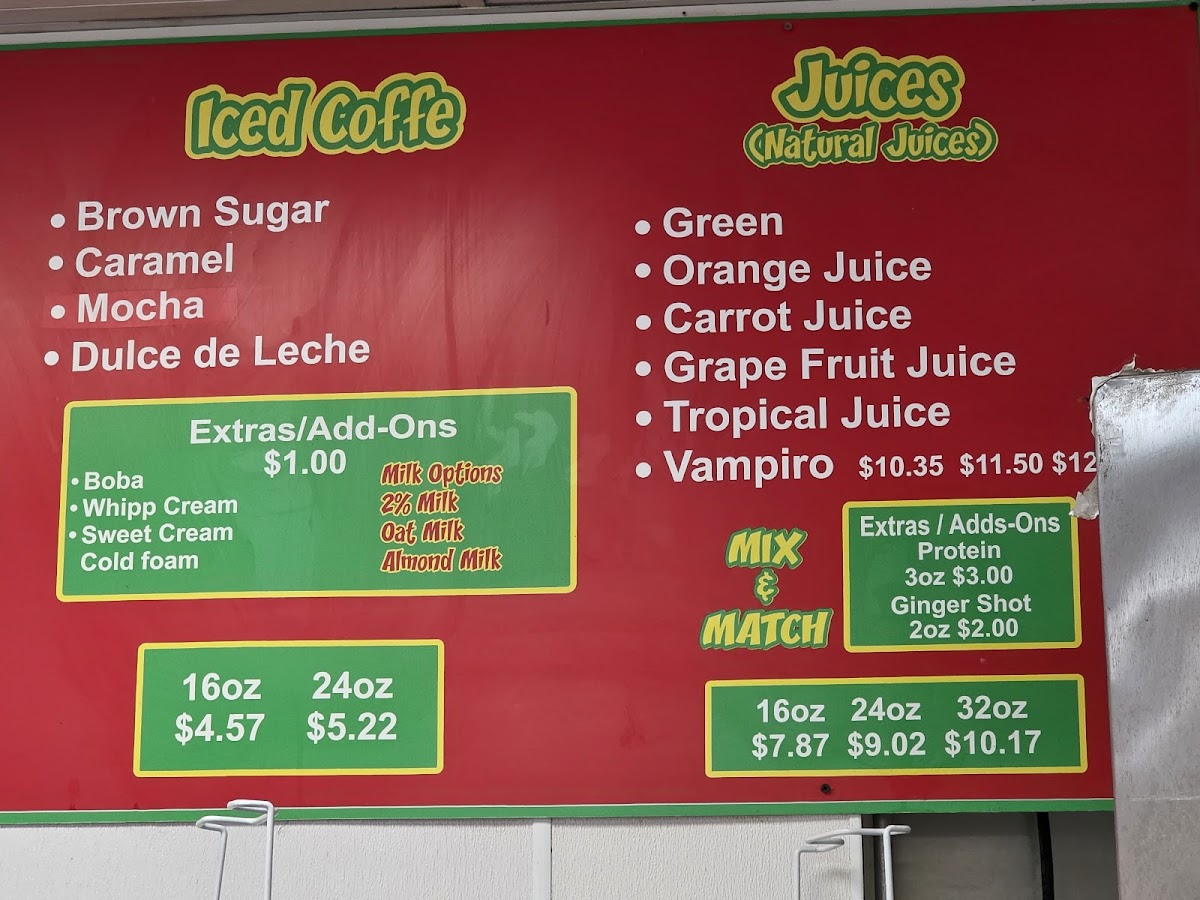 Iced Coffe
• Brown Sugar
• Caramel
• Mocha
• Dulce de Leche
Extras/Add-Ons
$1.00
• Boba
• Whipp Cream
• Sweet Cream
Cold foam
Milk Options
2% Milk
Oat Milk
Almond Milk
16oz 24oz
$4.57 $5.22
Juices
(Natural Juices)
• Green
• Orange Juice
• Carrot Juice
• Grape Fruit Juice
• Tropical Juice
• Vampiro $10.35 $11.50 $12
MIX
&
MATCH
Extras / Adds-Ons
Protein
3oz $3.00
Ginger Shot
2oz $2.00
16oz 24oz 32oz
$7.87 $9.02 $10.17